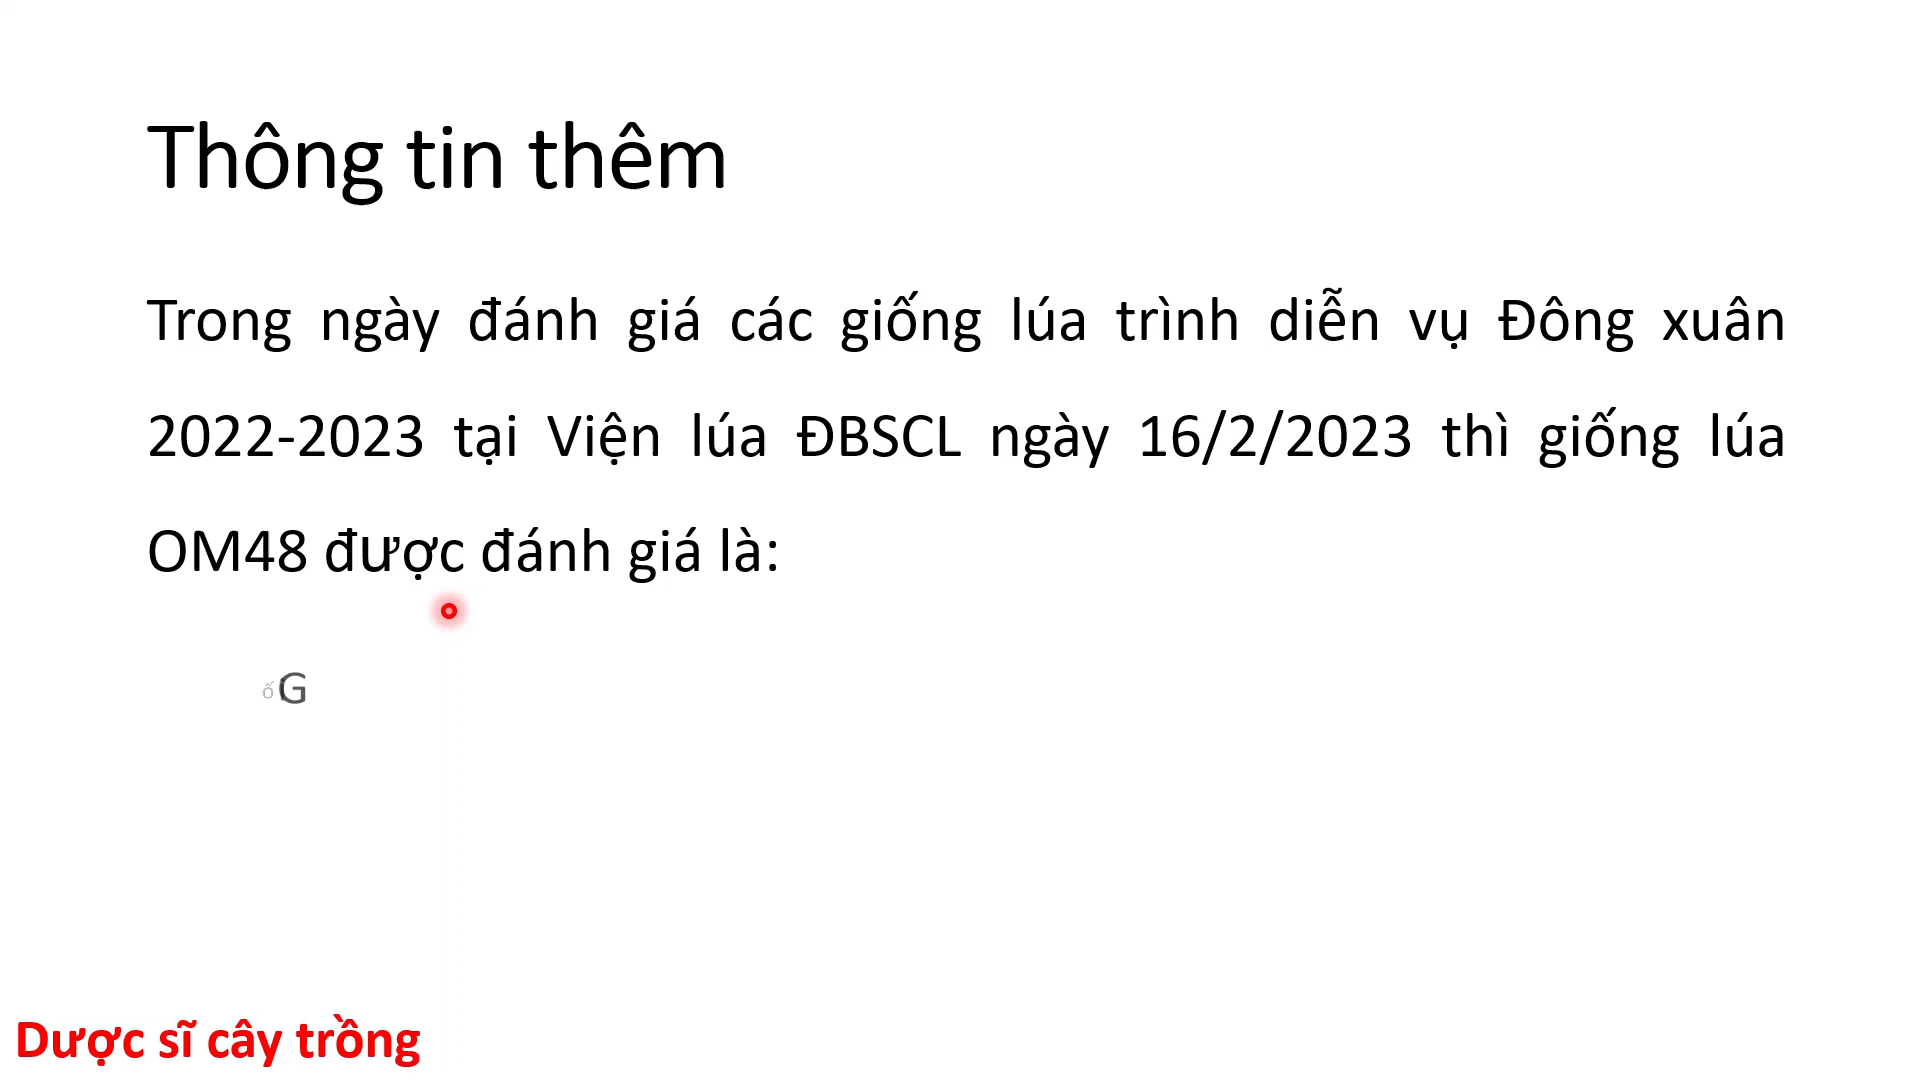 Thông tin thêm
Trong ngày đánh giá các giống lúa trình diễn vụ Đông xuân
2022-2023 tại Viện lúa ĐBSCL ngày 16/2/2023 thì giống lúa
OM48 được đánh giá là:
G
Dược sĩ cây trồng